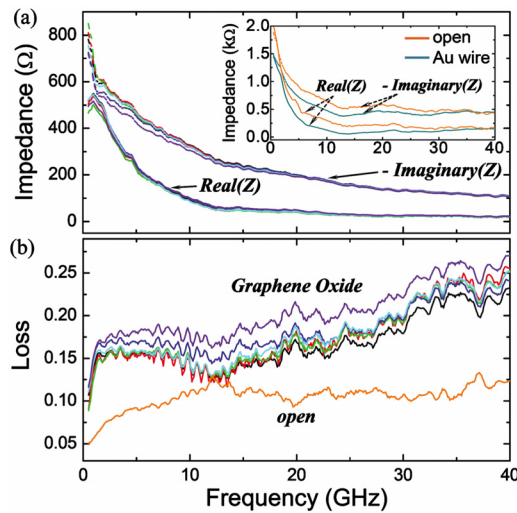 (a)
Impedance (Ω)
800
600
400
200
0
Impedance (kΩ)
2.0
1.5
1.0
0.5
0.0
open
Au wire
Real(Z)
- Imaginary(Z)
0
10
20
30
40
Real(Z)
- Imaginary(Z)
(b)
Loss
0.25
0.20
0.15
0.10
0.05
Graphene Oxide
open
0
10
20
30
40
Frequency (GHz)